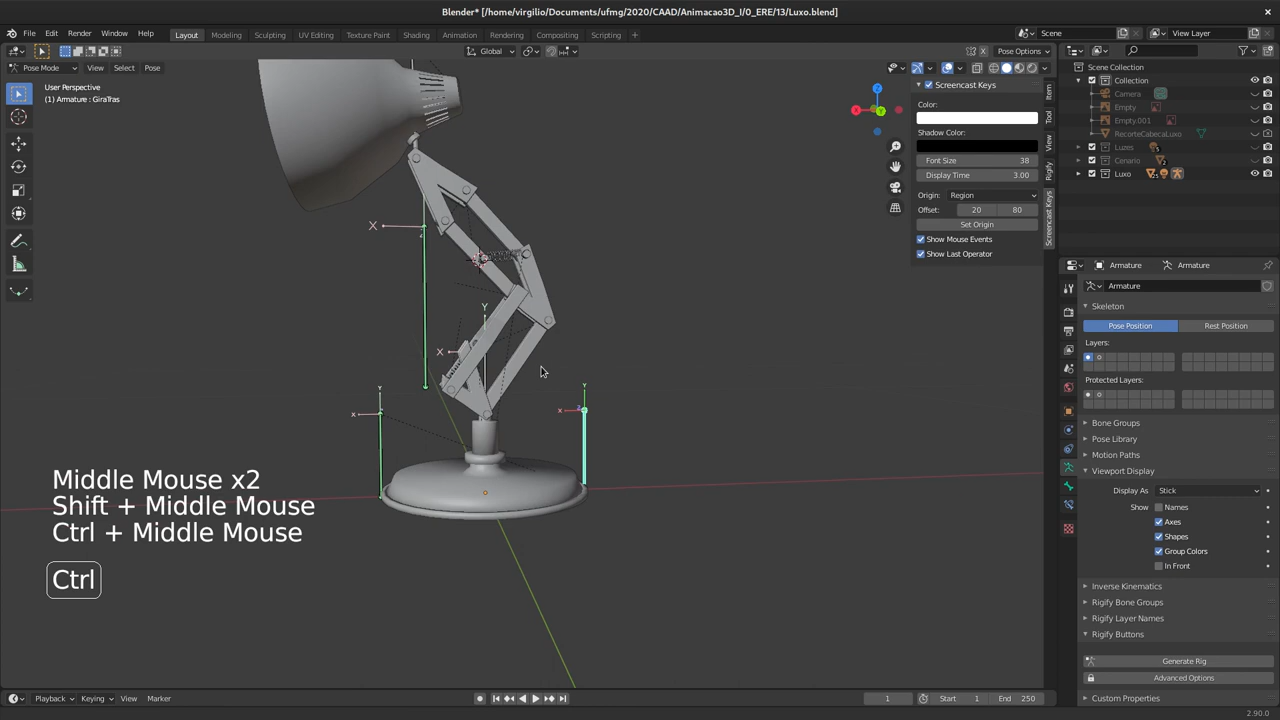 Blender* [/home/virgilio/Documents/ufmg/2020/CAAD/Animacao3D_I/0_ERE/13/Luxo.blend]
File Edit Render Window Help Layout Modeling Sculpting UV Editing Texture Paint Shading Animation Rendering Compositing Scripting + Scene View Layer
Global Pose Options
Pose Mode View Select Pose
User Perspective
(1) Armature : GiraTras
Screencast Keys
Color:
Shadow Color:
Font Size 38
Display Time 3.00
Origin: Region
Offset: 20 80
Set Origin
Show Mouse Events
Show Last Operator
Item
Tool
View
Rigify
Screencast Keys
Z
X
Y
X
Z
Y
X
Y
X
Y
X
Scene Collection
Collection
Camera
Empty
Empty.001
RecorteCabecaLuxo
Luzes
Cenario
Luxo
Armature Armature
Armature
Skeleton
Pose Position Rest Position
Layers:
Protected Layers:
Bone Groups
Pose Library
Motion Paths
Viewport Display
Display As Stick
Show Names
Axes
Shapes
Group Colors
In Front
Inverse Kinematics
Rigify Bone Groups
Rigify Layer Names
Rigify Buttons
Generate Rig
Advanced Options
Custom Properties
Middle Mouse x2
Shift + Middle Mouse
Ctrl + Middle Mouse
Ctrl
Playback Keying View Marker 1 Start 1 End 250
2.90.0